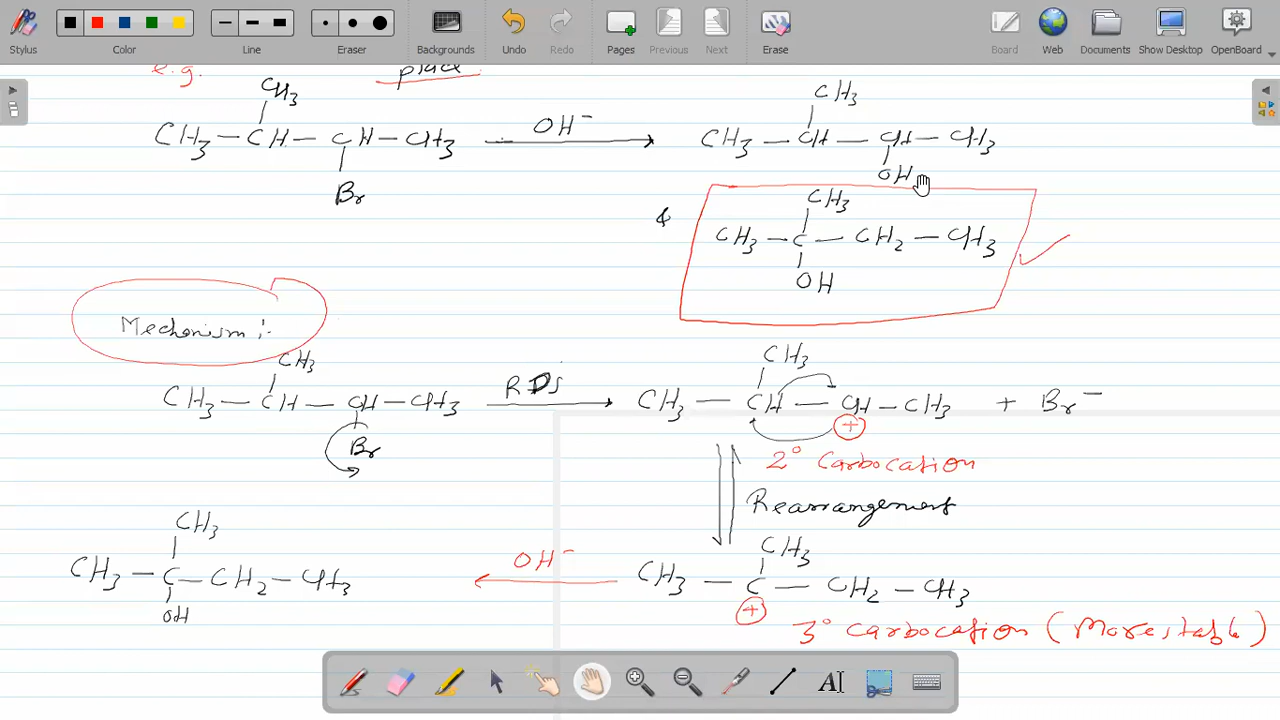 Stylus Color Line Eraser Backgrounds Undo Redo Pages Previous Next Erase Board Web Documents Show Desktop OpenBoard
e.g. place
CH3 CH3
CH3 — CH — CH — CH3 OH⁻ CH3 — CH — CH — CH3
Br OH
& CH3
CH3 — C — CH2 — CH3
OH
Mechanism :-
CH3 CH3
CH3 — CH — CH — CH3 RDS CH3 — CH — CH — CH3 + Br⁻
Br +
2° Carbocation
Rearrangement
CH3 CH3
CH3 — C — CH2 — CH3 OH⁻ CH3 — C — CH2 — CH3
OH +
3° carbocation (More stable)